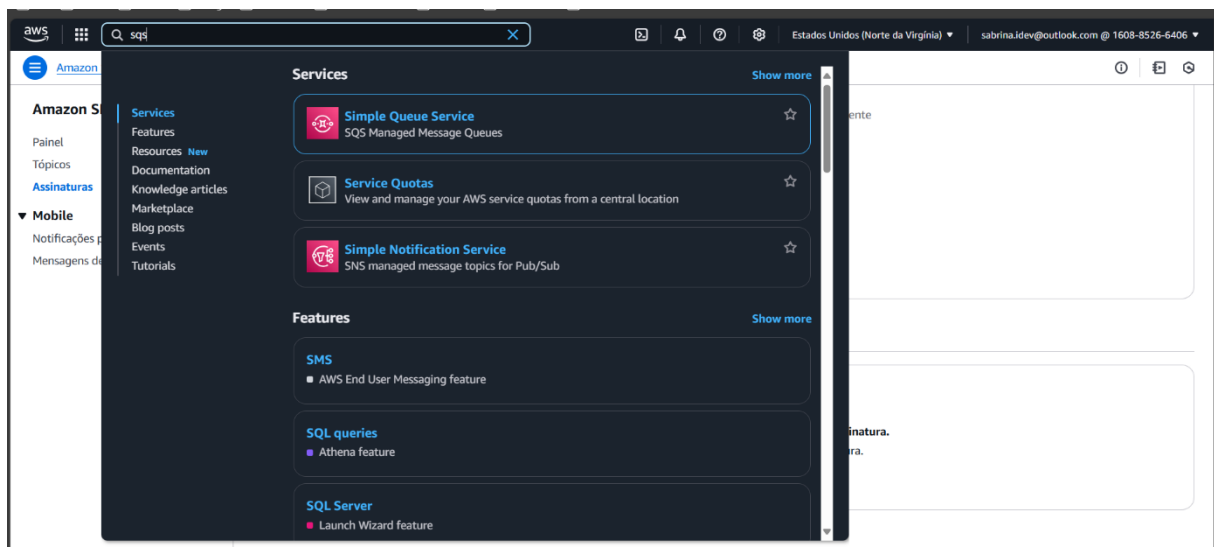 aws
sqs
Estados Unidos (Norte da Virgínia)
sabrina.idev@outlook.com @ 1608-8526-6406
Amazon
Amazon
Painel
Tópicos
Assinaturas
Mobile
Notificações
Mensagens de
Services
Features
Resources New
Documentation
Knowledge articles
Marketplace
Blog posts
Events
Tutorials
Services
Show more
Simple Queue Service
SQS Managed Message Queues
Service Quotas
View and manage your AWS service quotas from a central location
Simple Notification Service
SNS managed message topics for Pub/Sub
Features
Show more
SMS
AWS End User Messaging feature
SQL queries
Athena feature
SQL Server
Launch Wizard feature
ente
inatura.
ra.